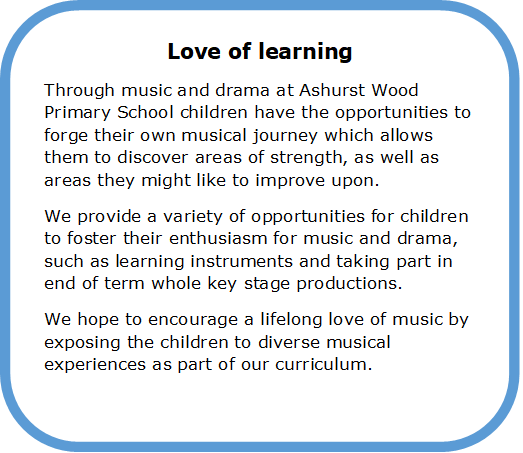 Love of learning
Through music and drama at Ashurst Wood
Primary School children have the opportunities to
forge their own musical journey which allows
them to discover areas of strength, as well as
areas they might like to improve upon.
We provide a variety of opportunities for children
to foster their enthusiasm for music and drama,
such as learning instruments and taking part in
end of term whole key stage productions.
We hope to encourage a lifelong love of music by
exposing the children to diverse musical
experiences as part of our curriculum.